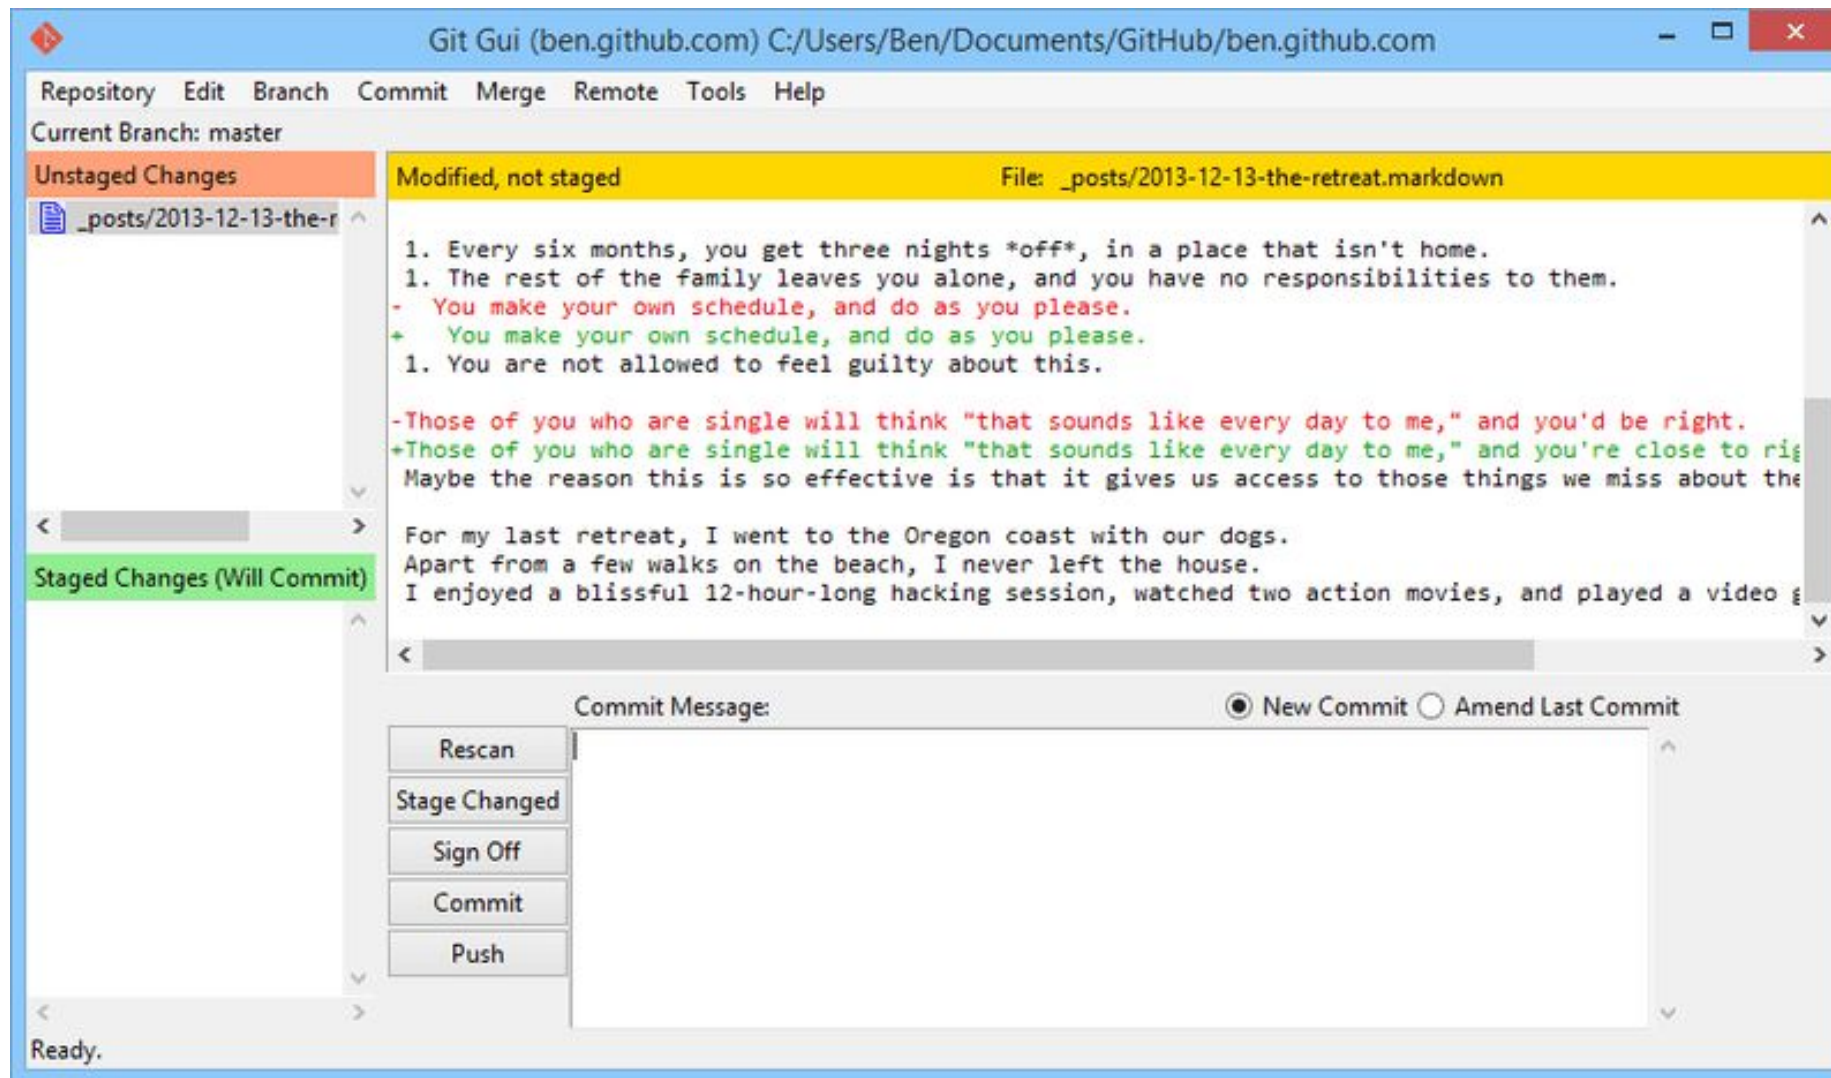 Git Gui (ben.github.com) C:/Users/Ben/Documents/GitHub/ben.github.com
Repository Edit Branch Commit Merge Remote Tools Help
Current Branch: master
Unstaged Changes
_posts/2013-12-13-the-r
Staged Changes (Will Commit)
Modified, not staged File: _posts/2013-12-13-the-retreat.markdown
1. Every six months, you get three nights *off*, in a place that isn't home.
1. The rest of the family leaves you alone, and you have no responsibilities to them.
-  You make your own schedule, and do as you please.
+   You make your own schedule, and do as you please.
1. You are not allowed to feel guilty about this.
-Those of you who are single will think "that sounds like every day to me," and you'd be right.
+Those of you who are single will think "that sounds like every day to me," and you're close to rig
Maybe the reason this is so effective is that it gives us access to those things we miss about the
For my last retreat, I went to the Oregon coast with our dogs.
Apart from a few walks on the beach, I never left the house.
I enjoyed a blissful 12-hour-long hacking session, watched two action movies, and played a video g
Commit Message: New Commit Amend Last Commit
Rescan
Stage Changed
Sign Off
Commit
Push
Ready.